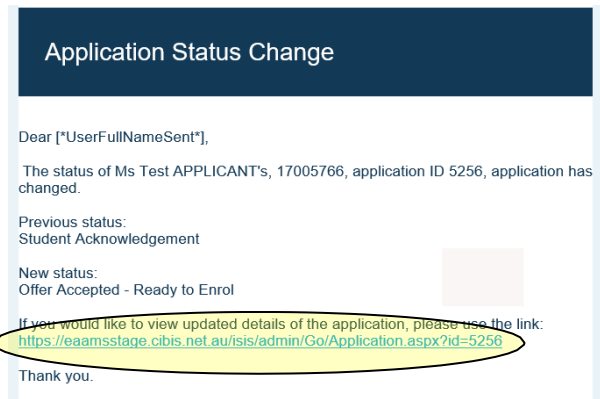 Application Status Change
Dear [*UserFullNameSent*],
The status of Ms Test APPLICANT's, 17005766, application ID 5256, application has
changed.
Previous status:
Student Acknowledgement
New status:
Offer Accepted - Ready to Enrol
If you would like to view updated details of the application, please use the link:
https://eaamsstage.cibis.net.au/isis/admin/Go/Application.aspx?id=5256
Thank you.